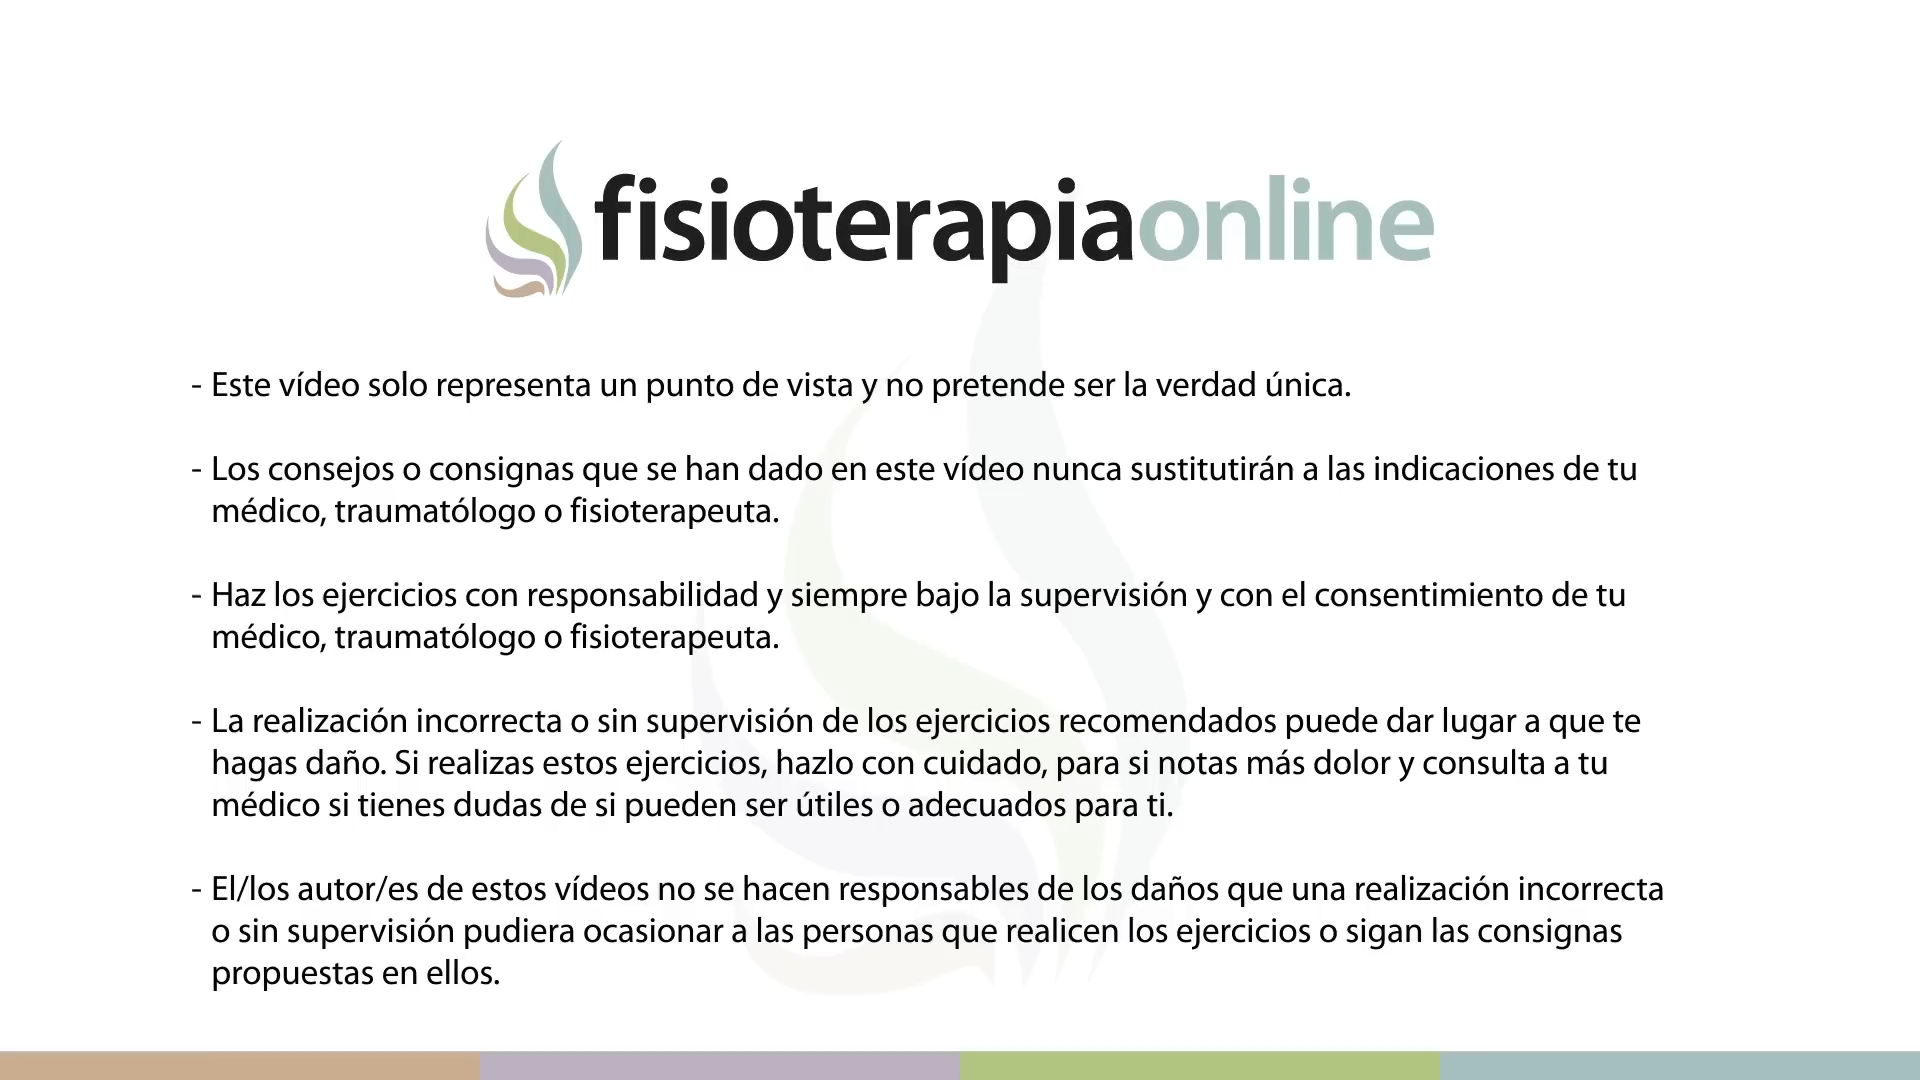 fisioterapiaonline
- Este vídeo solo representa un punto de vista y no pretende ser la verdad única.
- Los consejos o consignas que se han dado en este vídeo nunca sustitutirán a las indicaciones de tu
médico, traumatólogo o fisioterapeuta.
- Haz los ejercicios con responsabilidad y siempre bajo la supervisión y con el consentimiento de tu
médico, traumatólogo o fisioterapeuta.
- La realización incorrecta o sin supervisión de los ejercicios recomendados puede dar lugar a que te
hagas daño. Si realizas estos ejercicios, hazlo con cuidado, para si notas más dolor y consulta a tu
médico si tienes dudas de si pueden ser útiles o adecuados para ti.
- El/los autor/es de estos vídeos no se hacen responsables de los daños que una realización incorrecta
o sin supervisión pudiera ocasionar a las personas que realicen los ejercicios o sigan las consignas
propuestas en ellos.